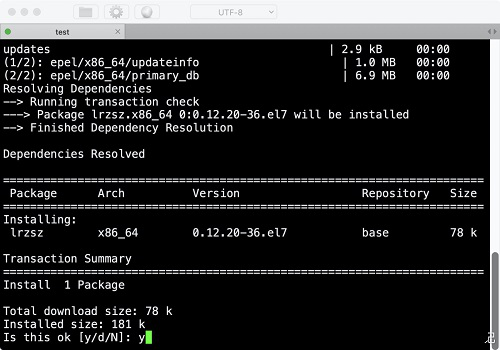 UTF-8
test
updates | 2.9 kB 00:00
(1/2): epel/x86_64/updateinfo | 1.0 MB 00:00
(2/2): epel/x86_64/primary_db | 6.9 MB 00:00
Resolving Dependencies
--> Running transaction check
---> Package lrzsz.x86_64 0:0.12.20-36.el7 will be installed
--> Finished Dependency Resolution
Dependencies Resolved
================================================================================
Package Arch Version Repository Size
================================================================================
Installing:
lrzsz x86_64 0.12.20-36.el7 base 78 k
Transaction Summary
================================================================================
Install 1 Package
Total download size: 78 k
Installed size: 181 k
Is this ok [y/d/N]: y